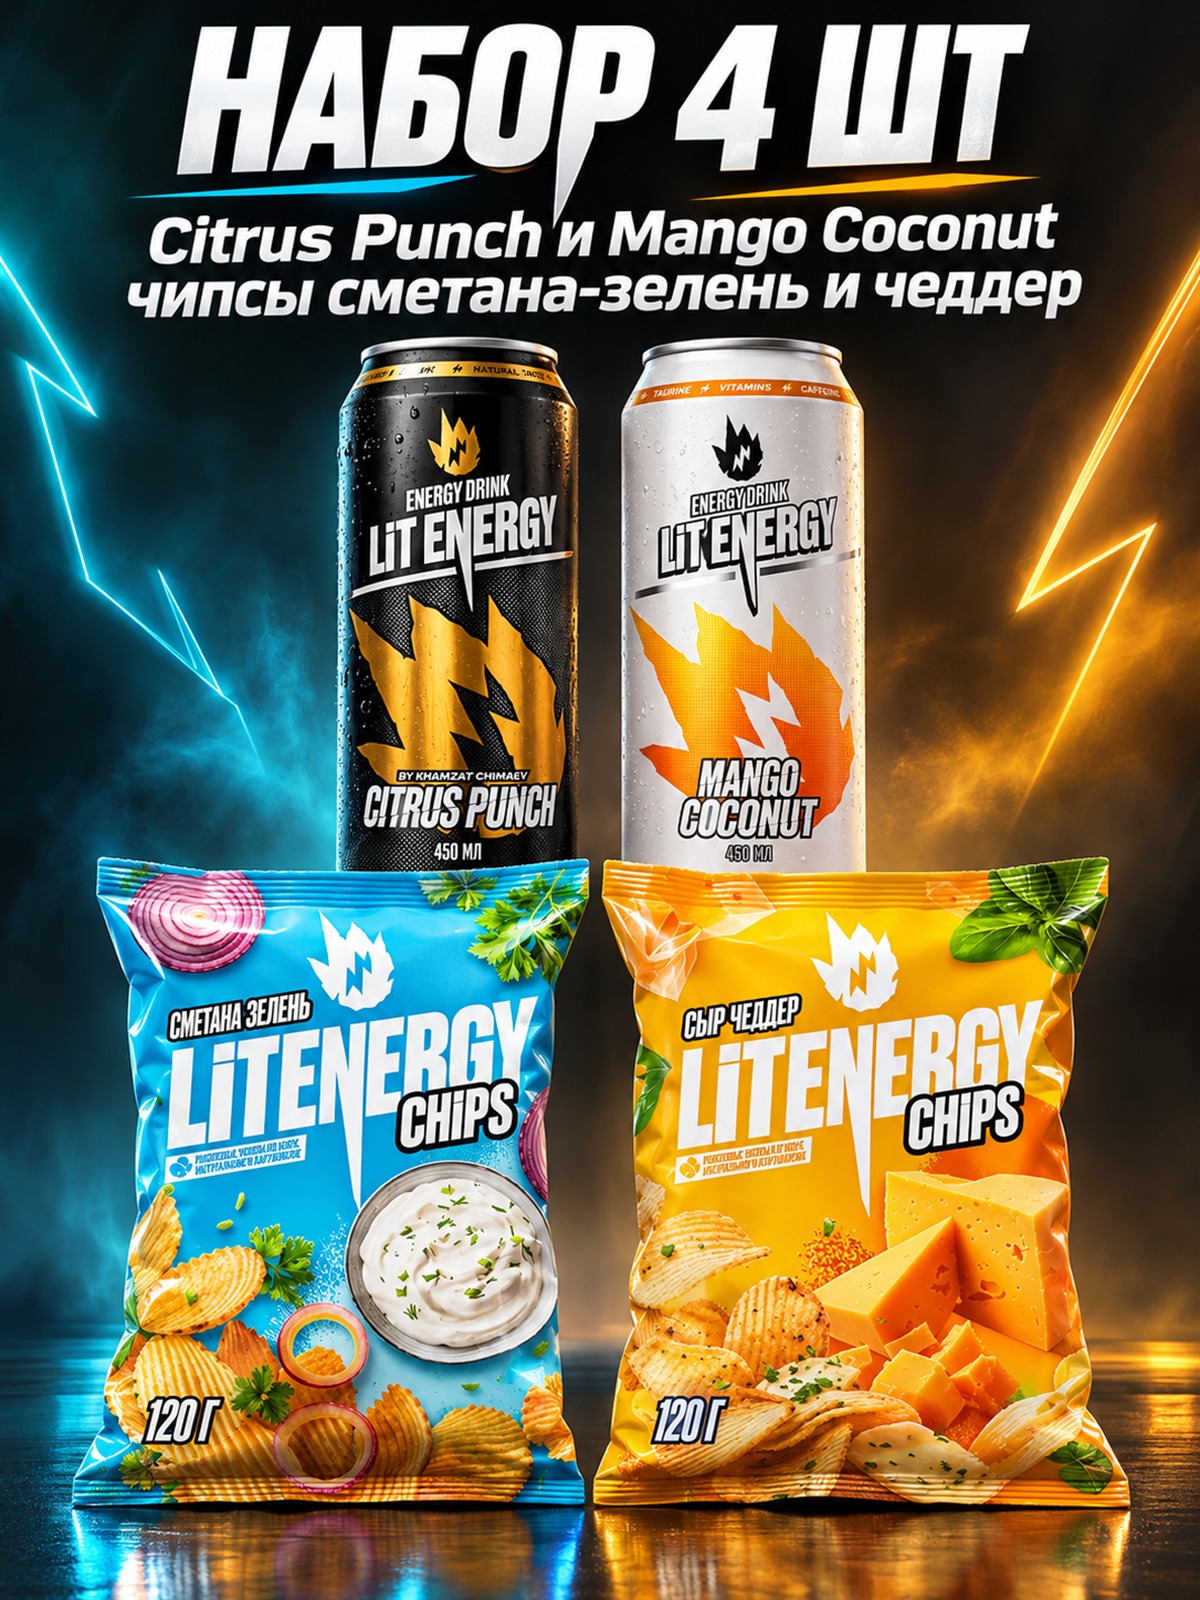 НАБОР 4 ШТ
Citrus Punch и Mango Coconut
чипсы сметана-зелень и чеддер
NATURAL
ENERGY DRINK
LIT ENERGY
BY KHAMZAT CHIMAEV
CITRUS PUNCH
450 МЛ
TAURINE VITAMINS CAFFEINE
ENERGY DRINK
LIT ENERGY
MANGO
COCONUT
450 МЛ
СМЕТАНА ЗЕЛЕНЬ
LITENERGY
CHIPS
120 Г
СЫР ЧЕДДЕР
LITENERGY
CHIPS
120 Г